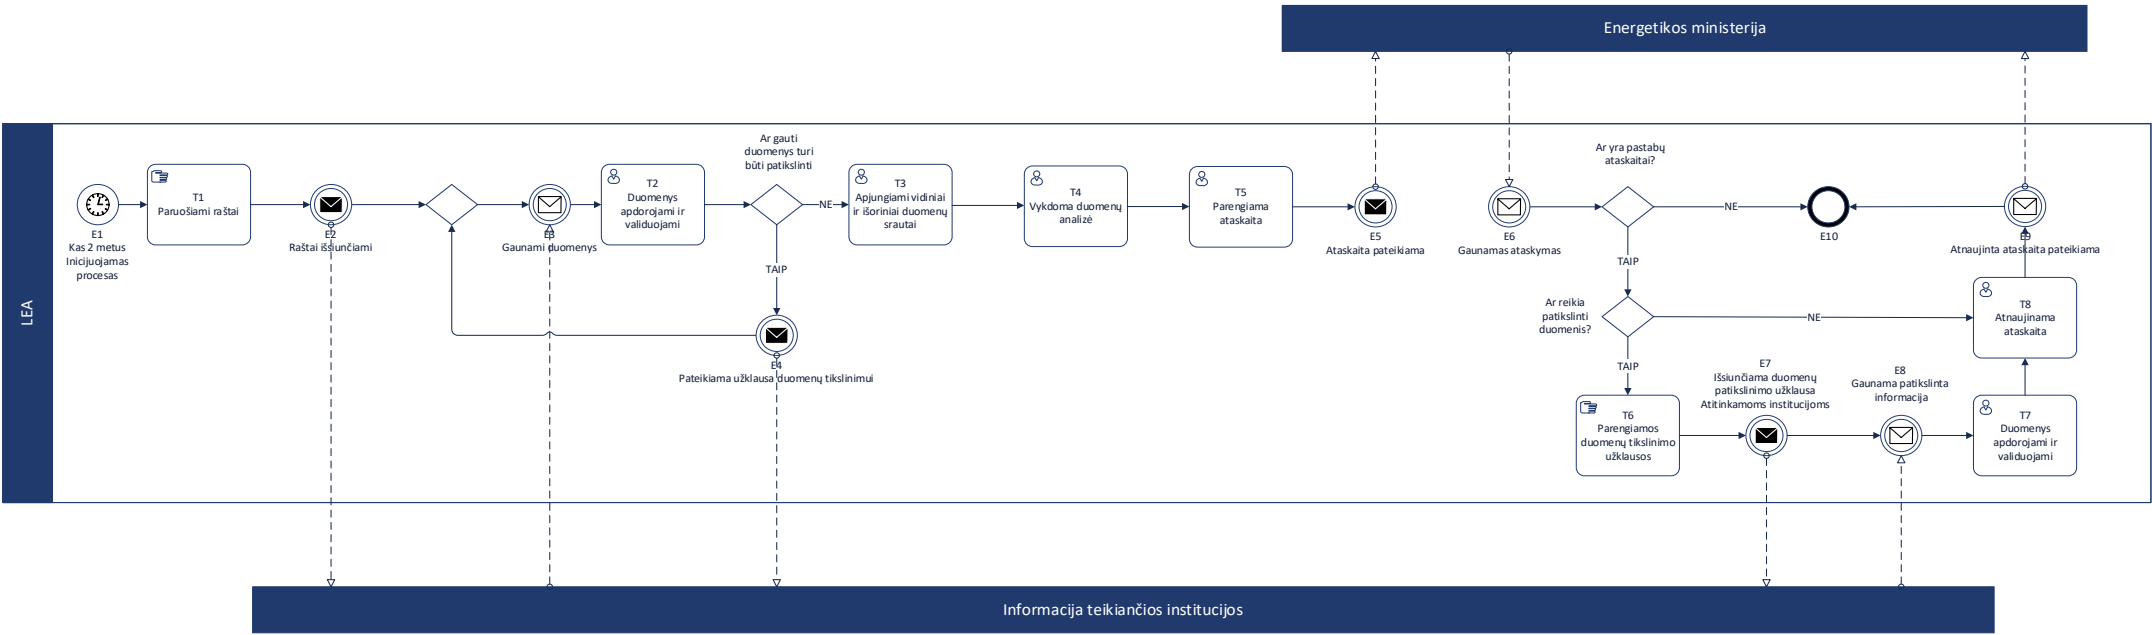 Energetikos ministerija
LEA
E1
Kas 2 metus
Inicijuojamas
procesas
T1
Paruošiami raštai
E2
Raštai išsiunčiami
E3
Gaunami duomenys
T2
Duomenys
apdorojami ir
validuojami
Ar gauti
duomenys turi
būti patikslinti
NE
TAIP
E4
Pateikiama užklausa duomenų tikslinimui
T3
Apjungiami vidiniai
ir išoriniai duomenų
srautai
T4
Vykdoma duomenų
analizė
T5
Parengiama
ataskaita
E5
Ataskaita pateikiama
E6
Gaunamas ataskymas
Ar yra pastabų
ataskaitai?
NE
E10
TAIP
Ar reikia
patikslinti
duomenis?
NE
TAIP
T6
Parengiamos
duomenų tikslinimo
užklausos
E7
Išsiunčiama duomenų
patikslinimo užklausa
Atitinkamoms institucijoms
E8
Gaunama patikslinta
informacija
T7
Duomenys
apdorojami ir
validuojami
T8
Atnaujinama
ataskaita
E9
Atnaujinta ataskaita pateikiama
Informacija teikiančios institucijos